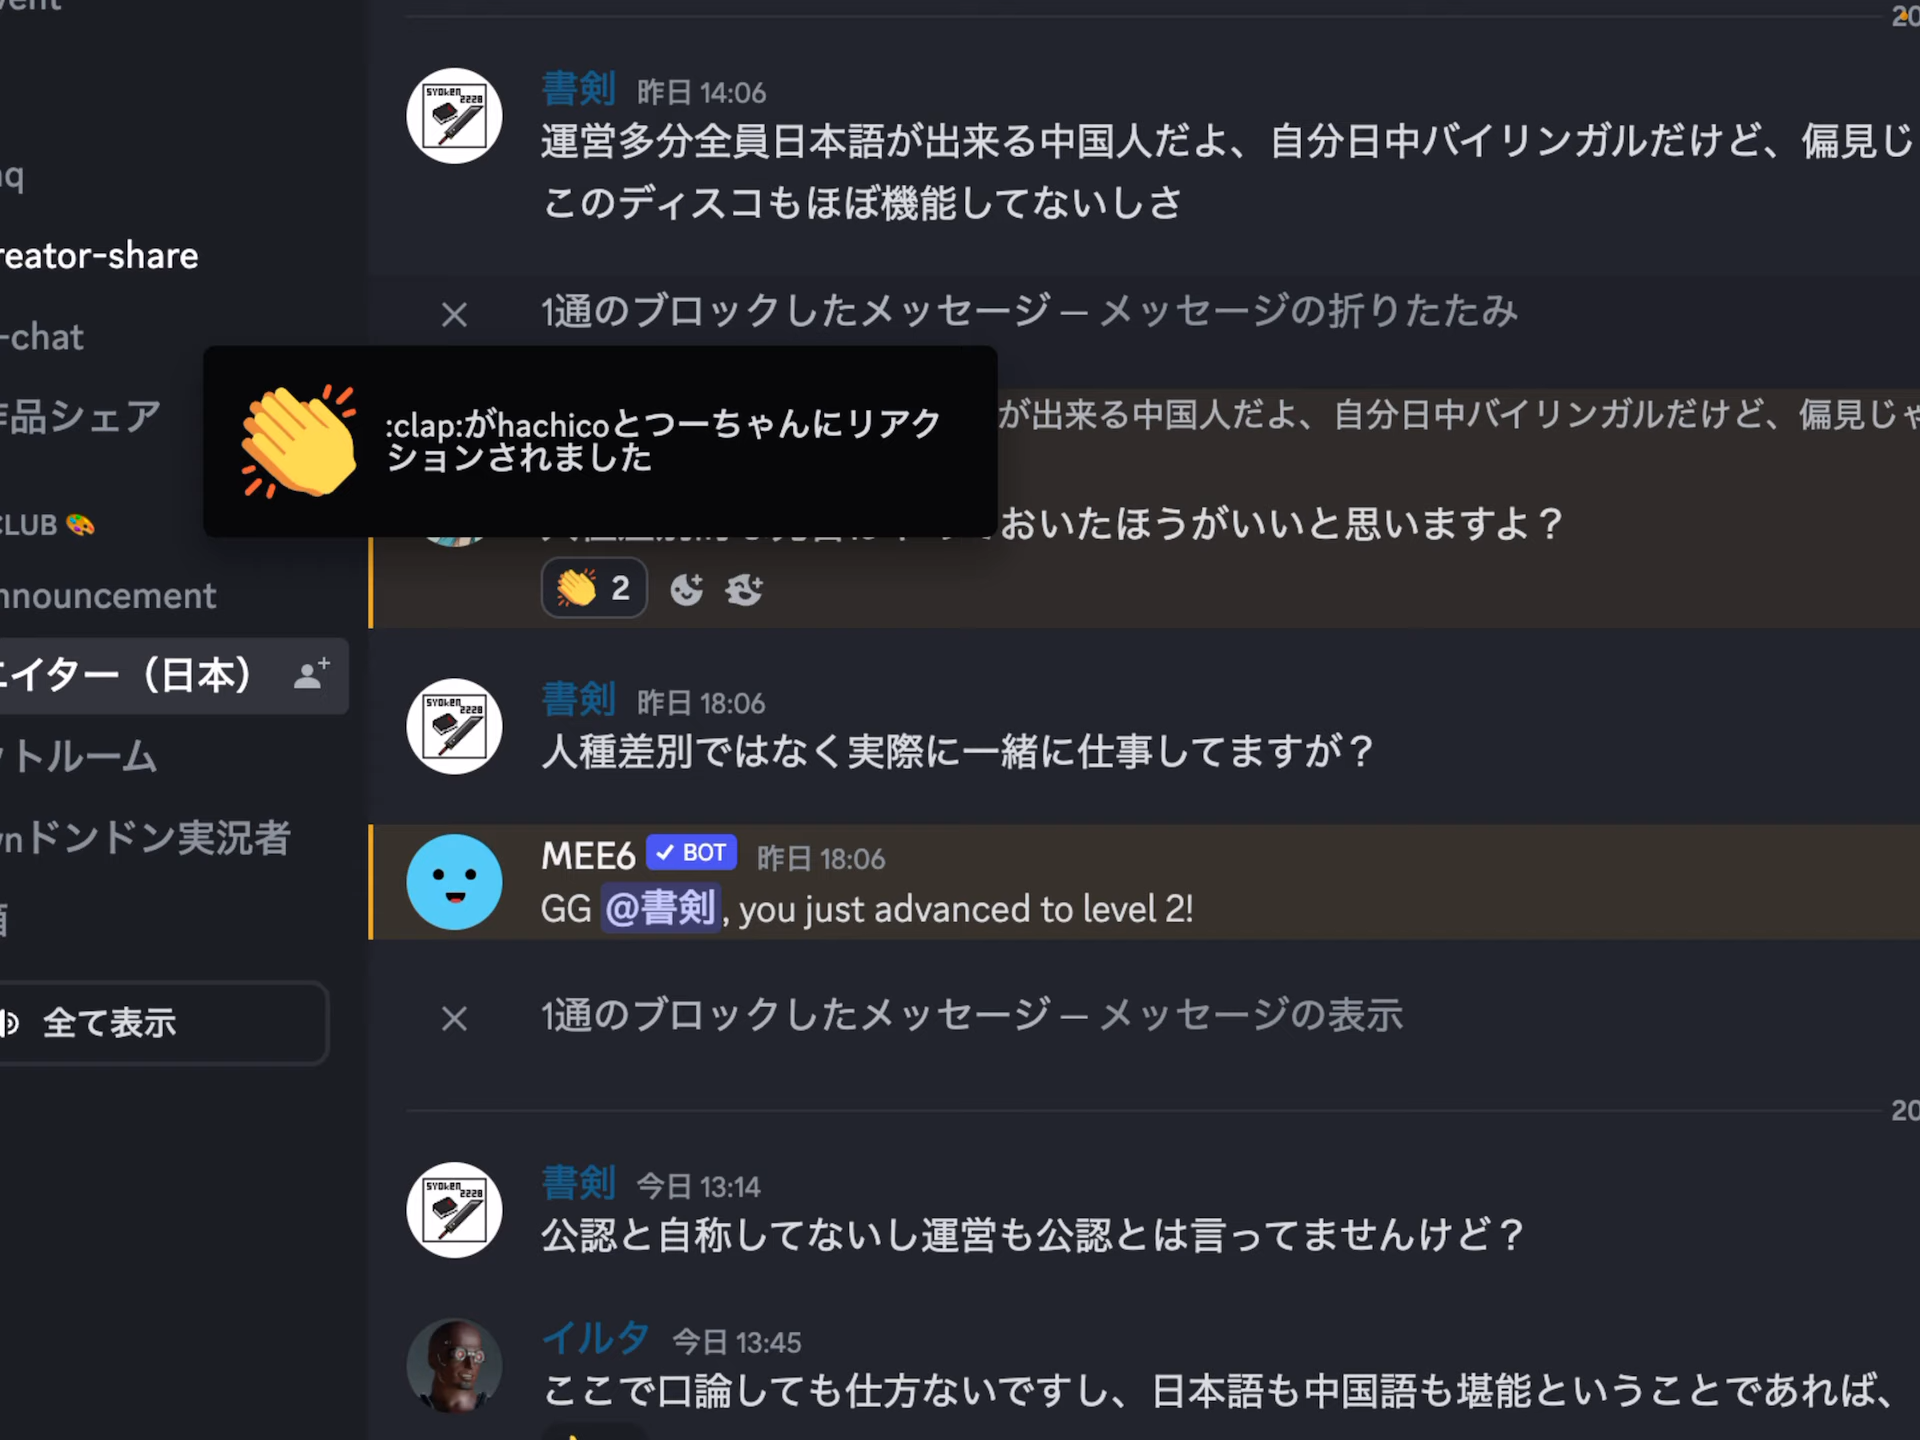 vent
aq
reator-share
-chat
作品シェア
CLUB
nnouncement
エイター（日本）
ットルーム
wnドンドン実況者
全て表示
20
SYOKEN
2228
書剣 昨日 14:06
運営多分全員日本語が出来る中国人だよ、自分日中バイリンガルだけど、偏見じ
このディスコもほぼ機能してないしさ
1通のブロックしたメッセージ — メッセージの折りたたみ
:clap:がhachicoとつーちゃんにリアク
ションされました
が出来る中国人だよ、自分日中バイリンガルだけど、偏見じゃ
おいたほうがいいと思いますよ？
2
SYOKEN
2228
書剣 昨日 18:06
人種差別ではなく実際に一緒に仕事してますが？
MEE6 BOT 昨日 18:06
GG @書剣, you just advanced to level 2!
1通のブロックしたメッセージ — メッセージの表示
20
SYOKEN
2228
書剣 今日 13:14
公認と自称してないし運営も公認とは言ってませんけど？
イルタ 今日 13:45
ここで口論しても仕方ないですし、日本語も中国語も堪能ということであれば、